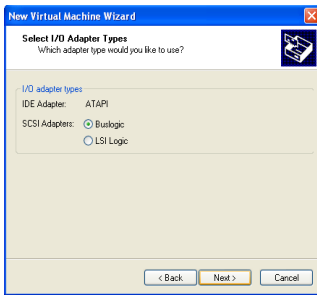 New Virtual Machine Wizard
Select I/O Adapter Types
Which adapter type would you like to use?
I/O adapter types
IDE Adapter: ATAPI
SCSI Adapters: Buslogic
LSI Logic
< Back Next > Cancel